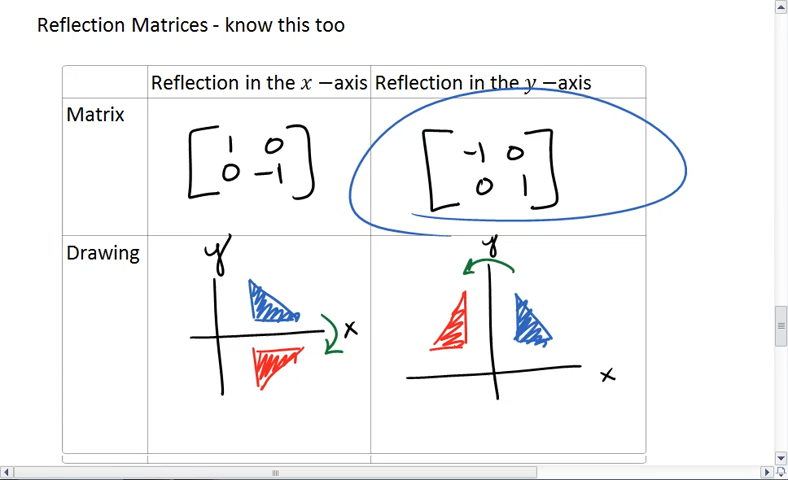 Reflection Matrices - know this too
Reflection in the x –axis
Reflection in the y –axis
Matrix
1 0
0 -1
-1 0
0 1
Drawing
y
x
y
x